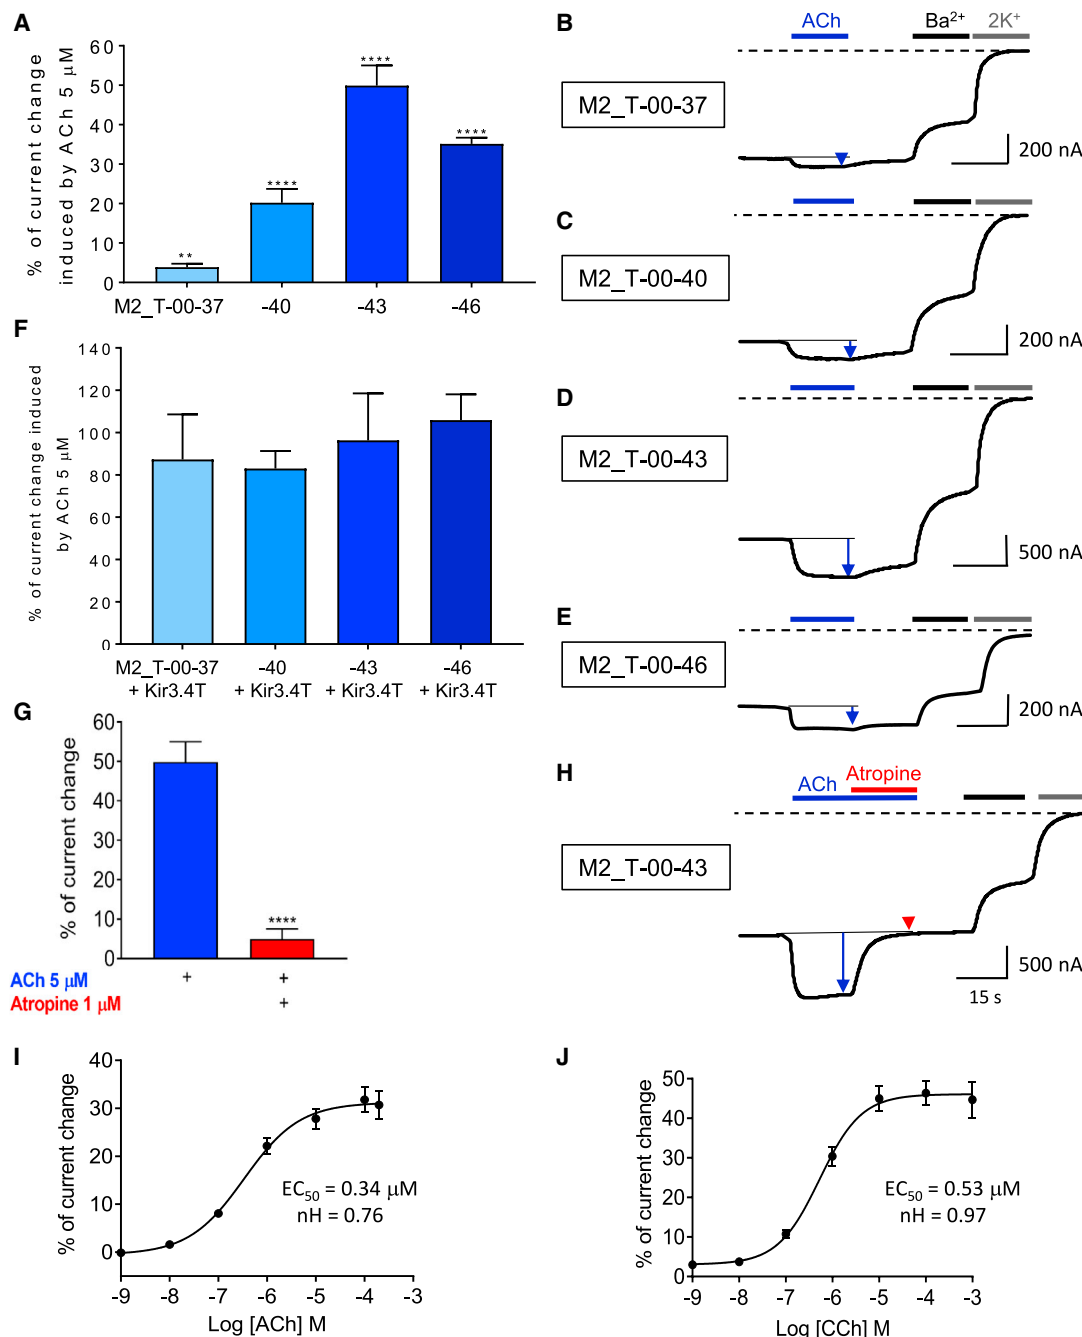 A
% of current change
induced by ACh 5 µM
60
50
40
30
20
10
0
**
****
****
****
M2_T-00-37
-40
-43
-46
B
ACh
Ba²⁺
2K⁺
M2_T-00-37
200 nA
C
M2_T-00-40
200 nA
D
M2_T-00-43
500 nA
E
M2_T-00-46
200 nA
F
% of current change induced
by ACh 5 µM
140
120
100
80
60
40
20
0
M2_T-00-37
-40
-43
-46
+ Kir3.4T
+ Kir3.4T
+ Kir3.4T
+ Kir3.4T
G
% of current change
60
50
40
30
20
10
0
****
ACh 5 µM
+
+
Atropine 1 µM
+
H
Atropine
ACh
M2_T-00-43
500 nA
15 s
I
% of current change
40
30
20
10
0
EC₅₀ = 0.34 µM
nH = 0.76
-9
-8
-7
-6
-5
-4
-3
Log [ACh] M
J
% of current change
50
40
30
20
10
0
EC₅₀ = 0.53 µM
nH = 0.97
-9
-8
-7
-6
-5
-4
-3
Log [CCh] M